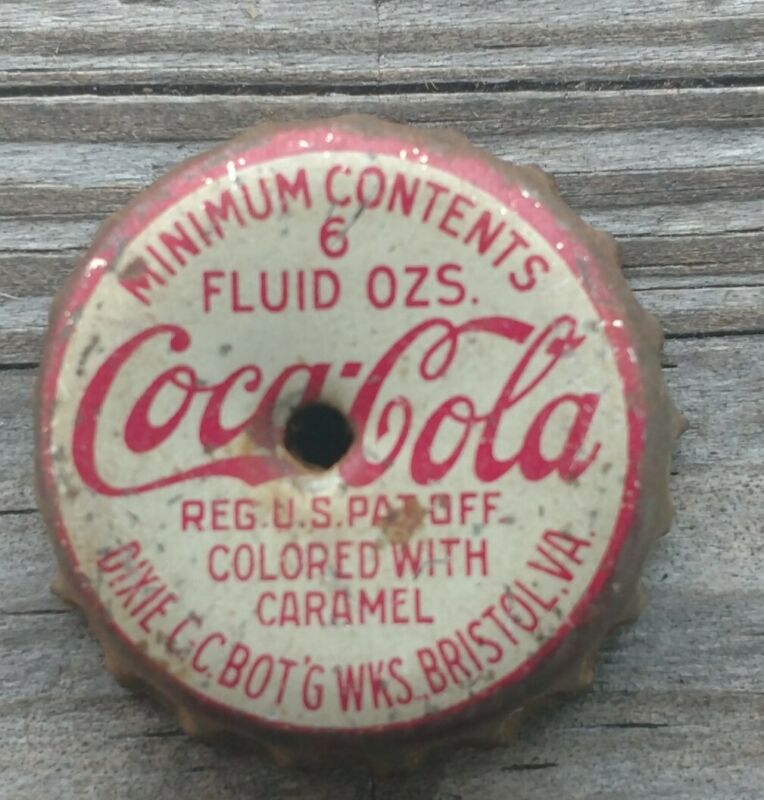 MINIMUM CONTENTS
6
FLUID OZS.
Coca-Cola
REG. U.S. PAT. OFF.
COLORED WITH
CARAMEL
DIXIE C.C. BOT'G WKS., BRISTOL, VA.